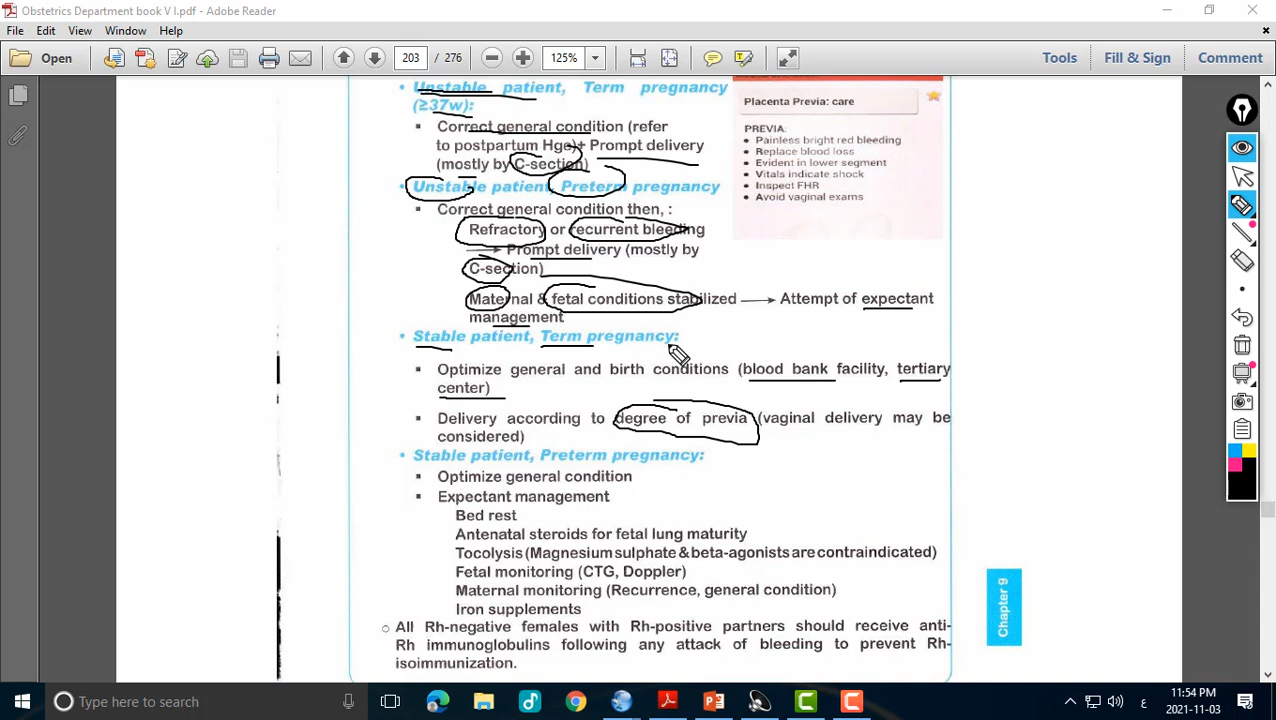 Obstetrics Department book V I.pdf - Adobe Reader
File Edit View Window Help
Open 203 / 276 125% Tools Fill & Sign Comment
Unstable patient, Term pregnancy
(≥37w):
Correct general condition (refer
to postpartum Hge)+ Prompt delivery
(mostly by C-section)
Unstable patient, Preterm pregnancy
Correct general condition then, :
Refractory or recurrent bleeding
Prompt delivery (mostly by
C-section)
Maternal & fetal conditions stabilized → Attempt of expectant
management
Stable patient, Term pregnancy:
Optimize general and birth conditions (blood bank facility, tertiary
center)
Delivery according to degree of previa (vaginal delivery may be
considered)
Stable patient, Preterm pregnancy:
Optimize general condition
Expectant management
Bed rest
Antenatal steroids for fetal lung maturity
Tocolysis (Magnesium sulphate & beta-agonists are contraindicated)
Fetal monitoring (CTG, Doppler)
Maternal monitoring (Recurrence, general condition)
Iron supplements
All Rh-negative females with Rh-positive partners should receive anti-
Rh immunoglobulins following any attack of bleeding to prevent Rh-
isoimmunization.
Placenta Previa: care
PREVIA:
Painless bright red bleeding
Replace blood loss
Evident in lower segment
Vitals indicate shock
Inspect FHR
Avoid vaginal exams
Chapter 9
Type here to search
ع
11:54 PM
2021-11-03